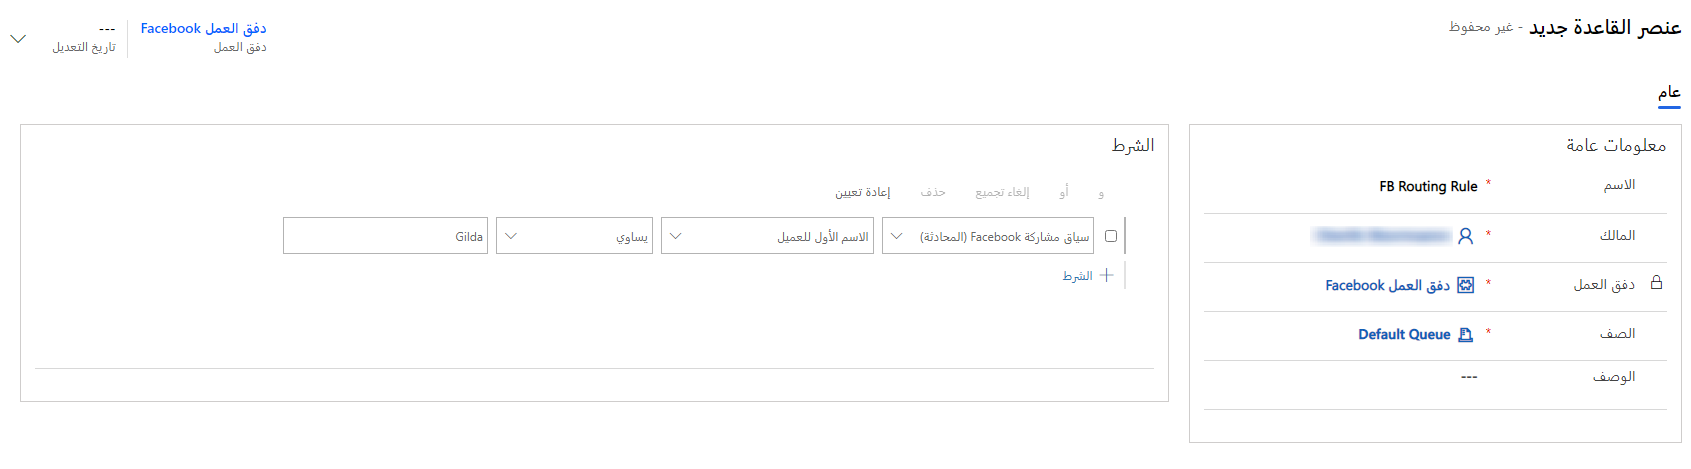 عنصر القاعدة جديد - غير محفوظ
دفق العمل Facebook
دفق العمل
---
تاريخ التعديل
عام
معلومات عامة
الاسم * FB Routing Rule
المالك *
دفق العمل * دفق العمل Facebook
الصف * Default Queue
الوصف ---
الشرط
و أو إلغاء تجميع حذف إعادة تعيين
سياق مشاركة Facebook (المحادثة) الاسم الأول للعميل يساوي Gilda
الشرط